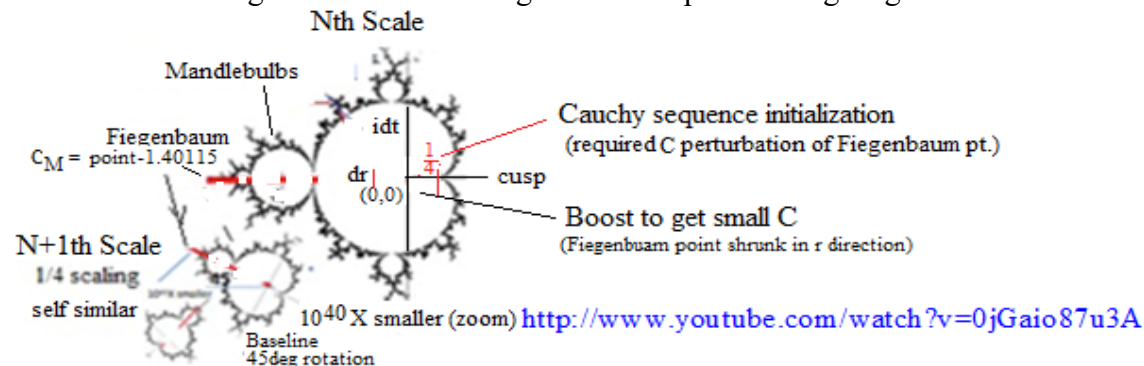 Nth Scale
Mandlebulbs
Fiegenbaum
C_M = point-1.40115
idt
dr
(0,0)
1/4
cusp
Cauchy sequence initialization
(required C perturbation of Fiegenbaum pt.)
Boost to get small C
(Fiegenbuam point shrunk in r direction)
N+1th Scale
1/4 scaling
self similar
45
10^40 X smaller (zoom) http://www.youtube.com/watch?v=0jGaio87u3A
Baseline
45deg rotation